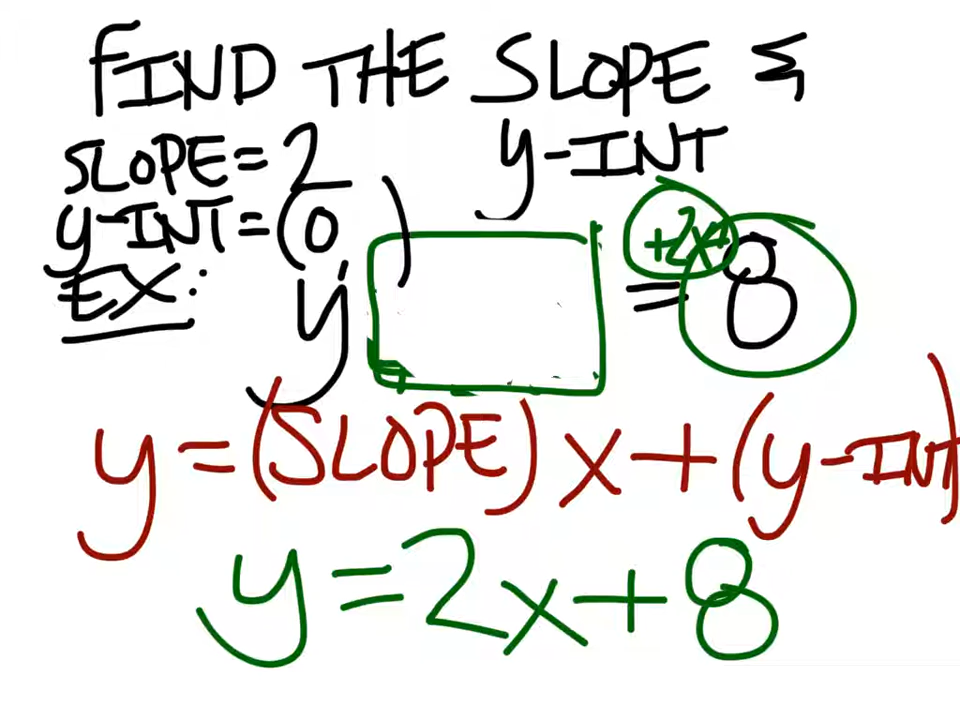 FIND THE SLOPE &
y-INT
SLOPE = 2
y-INT = (0 )
EX:
y = +2x+ 8
y = (SLOPE) x + (y-INT)
y = 2x + 8